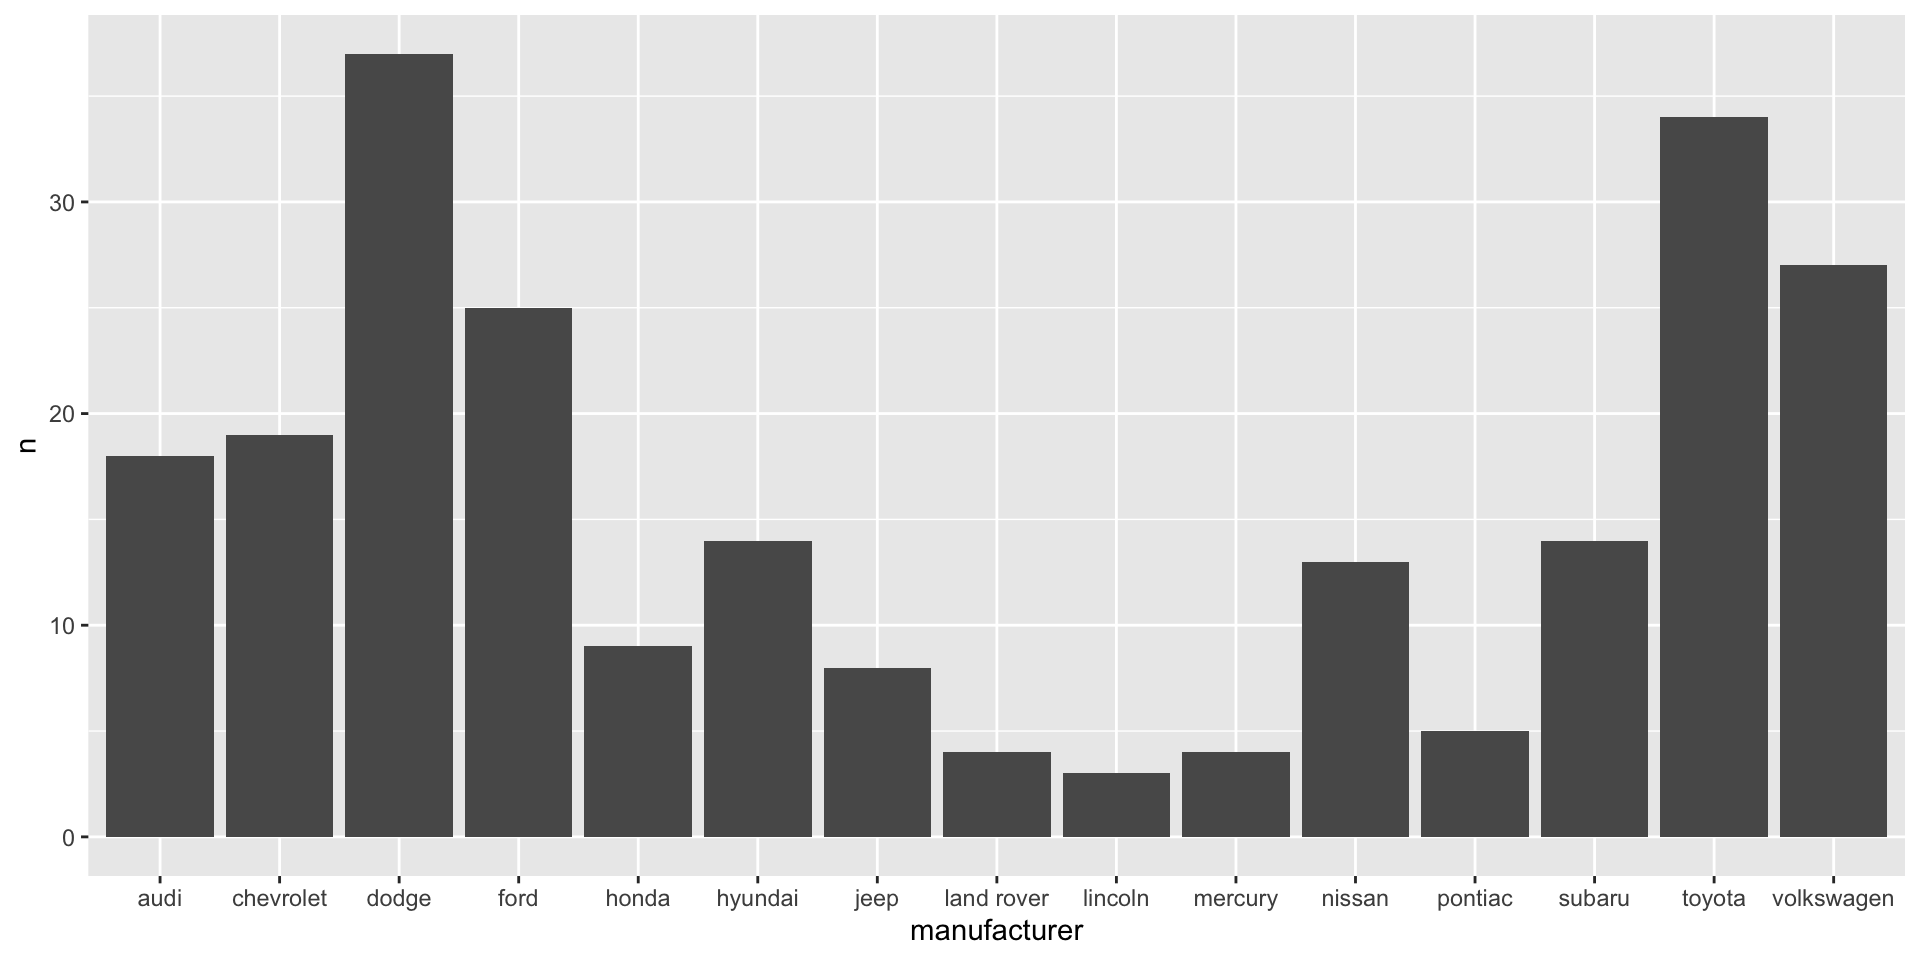 30
20
10
0
n
audi chevrolet dodge ford honda hyundai jeep land rover lincoln mercury nissan pontiac subaru toyota volkswagen
manufacturer